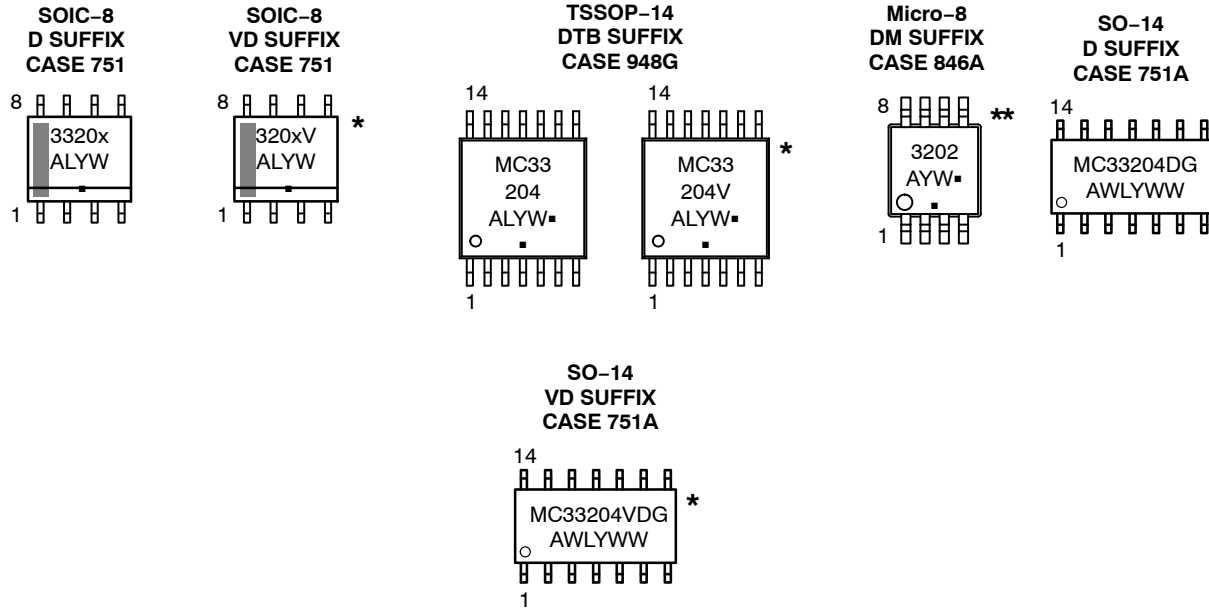 SOIC−8
D SUFFIX
CASE 751
8
3320x
ALYW
1
SOIC−8
VD SUFFIX
CASE 751
8
*
320xV
ALYW
1
TSSOP−14
DTB SUFFIX
CASE 948G
14
MC33
204
ALYW▪
▪
1
14
*
MC33
204V
ALYW▪
▪
1
Micro−8
DM SUFFIX
CASE 846A
8
**
3202
AYW▪
▪
1
SO−14
D SUFFIX
CASE 751A
14
MC33204DG
AWLYWW
1
SO−14
VD SUFFIX
CASE 751A
14
*
MC33204VDG
AWLYWW
1